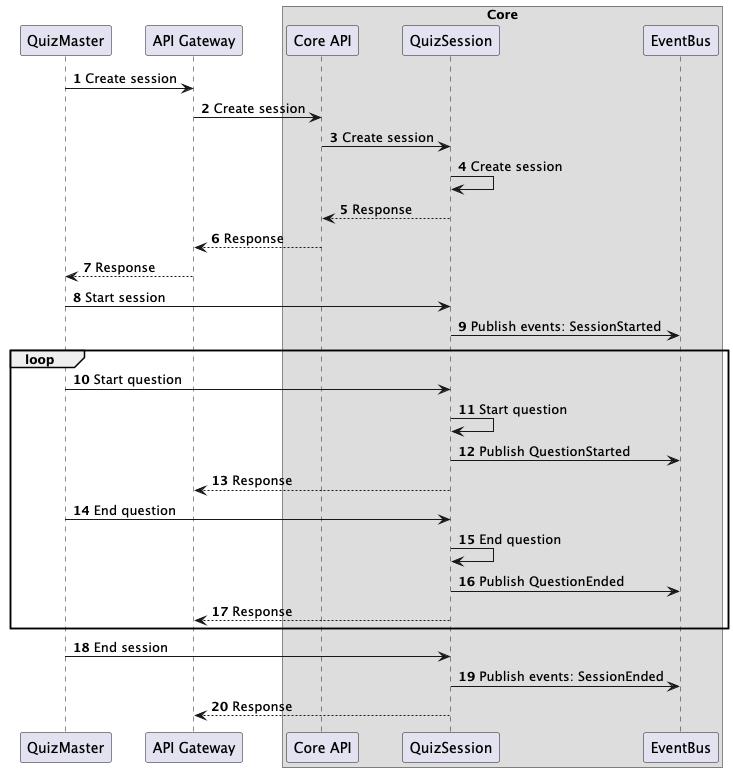 Core
QuizMaster
API Gateway
Core API
QuizSession
EventBus
1 Create session
2 Create session
3 Create session
4 Create session
5 Response
6 Response
7 Response
8 Start session
9 Publish events: SessionStarted
loop
10 Start question
11 Start question
12 Publish QuestionStarted
13 Response
14 End question
15 End question
16 Publish QuestionEnded
17 Response
18 End session
19 Publish events: SessionEnded
20 Response
QuizMaster
API Gateway
Core API
QuizSession
EventBus